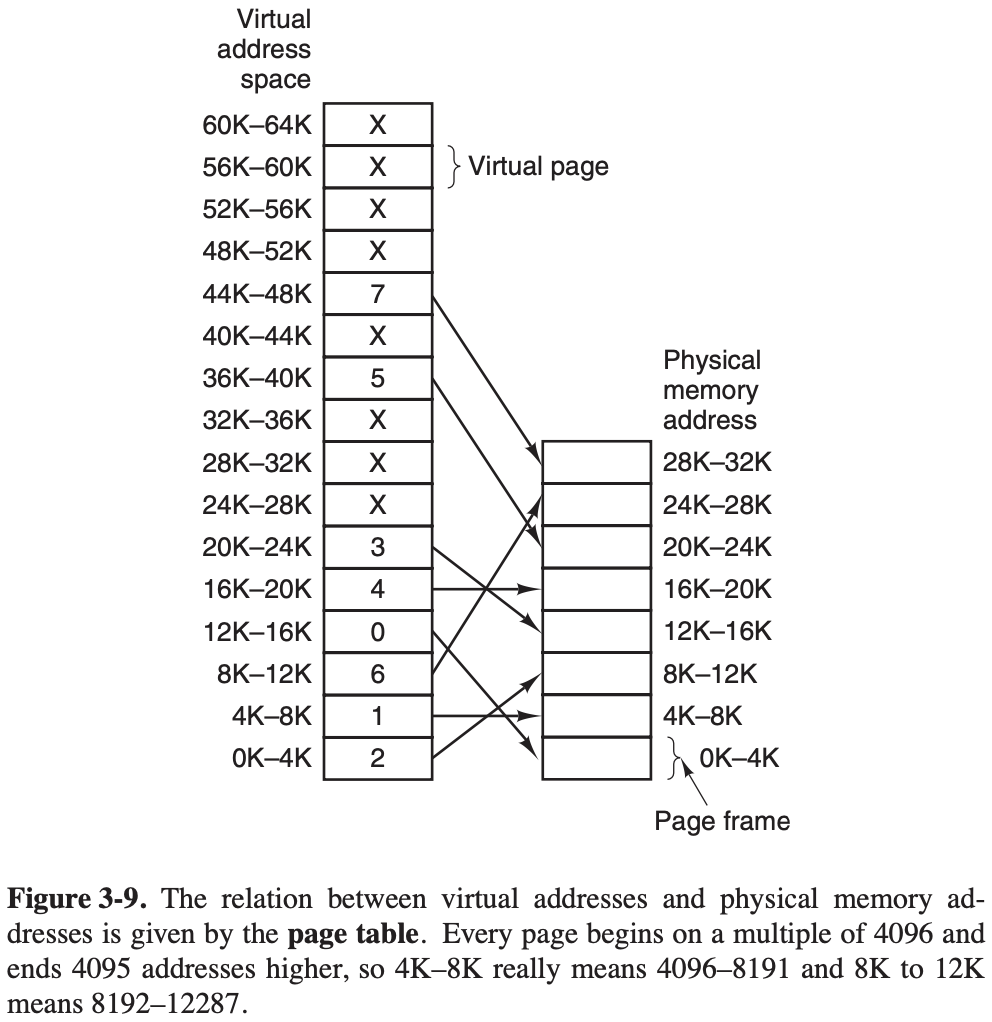 Virtual
address
space
60K–64K X
56K–60K X Virtual page
52K–56K X
48K–52K X
44K–48K 7
40K–44K X
36K–40K 5
32K–36K X
28K–32K X
24K–28K X
20K–24K 3
16K–20K 4
12K–16K 0
8K–12K 6
4K–8K 1
0K–4K 2
Physical
memory
address
28K–32K
24K–28K
20K–24K
16K–20K
12K–16K
8K–12K
4K–8K
0K–4K
Page frame
Figure 3-9. The relation between virtual addresses and physical memory ad-
dresses is given by the page table. Every page begins on a multiple of 4096 and
ends 4095 addresses higher, so 4K–8K really means 4096–8191 and 8K to 12K
means 8192–12287.